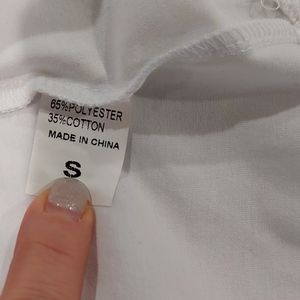 65%POLYESTER
35%COTTON
MADE IN CHINA
S